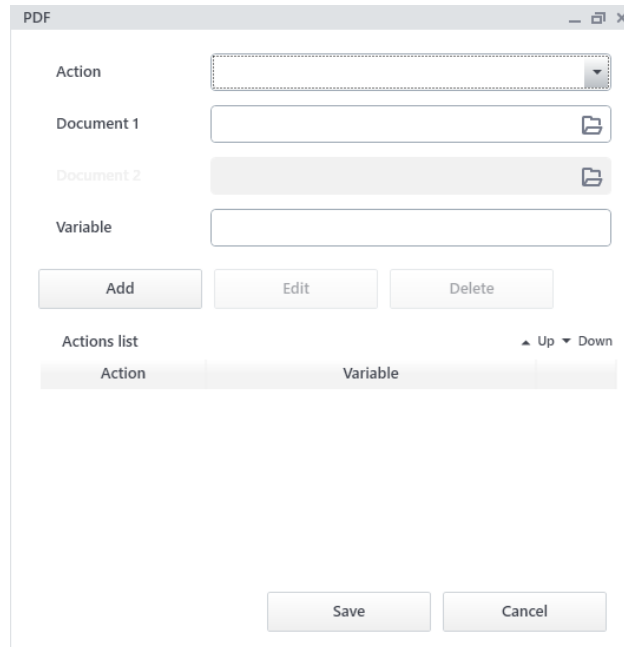 PDF
Action
Document 1
Document 2
Variable
Add Edit Delete
Actions list Up Down
Action Variable
Save Cancel